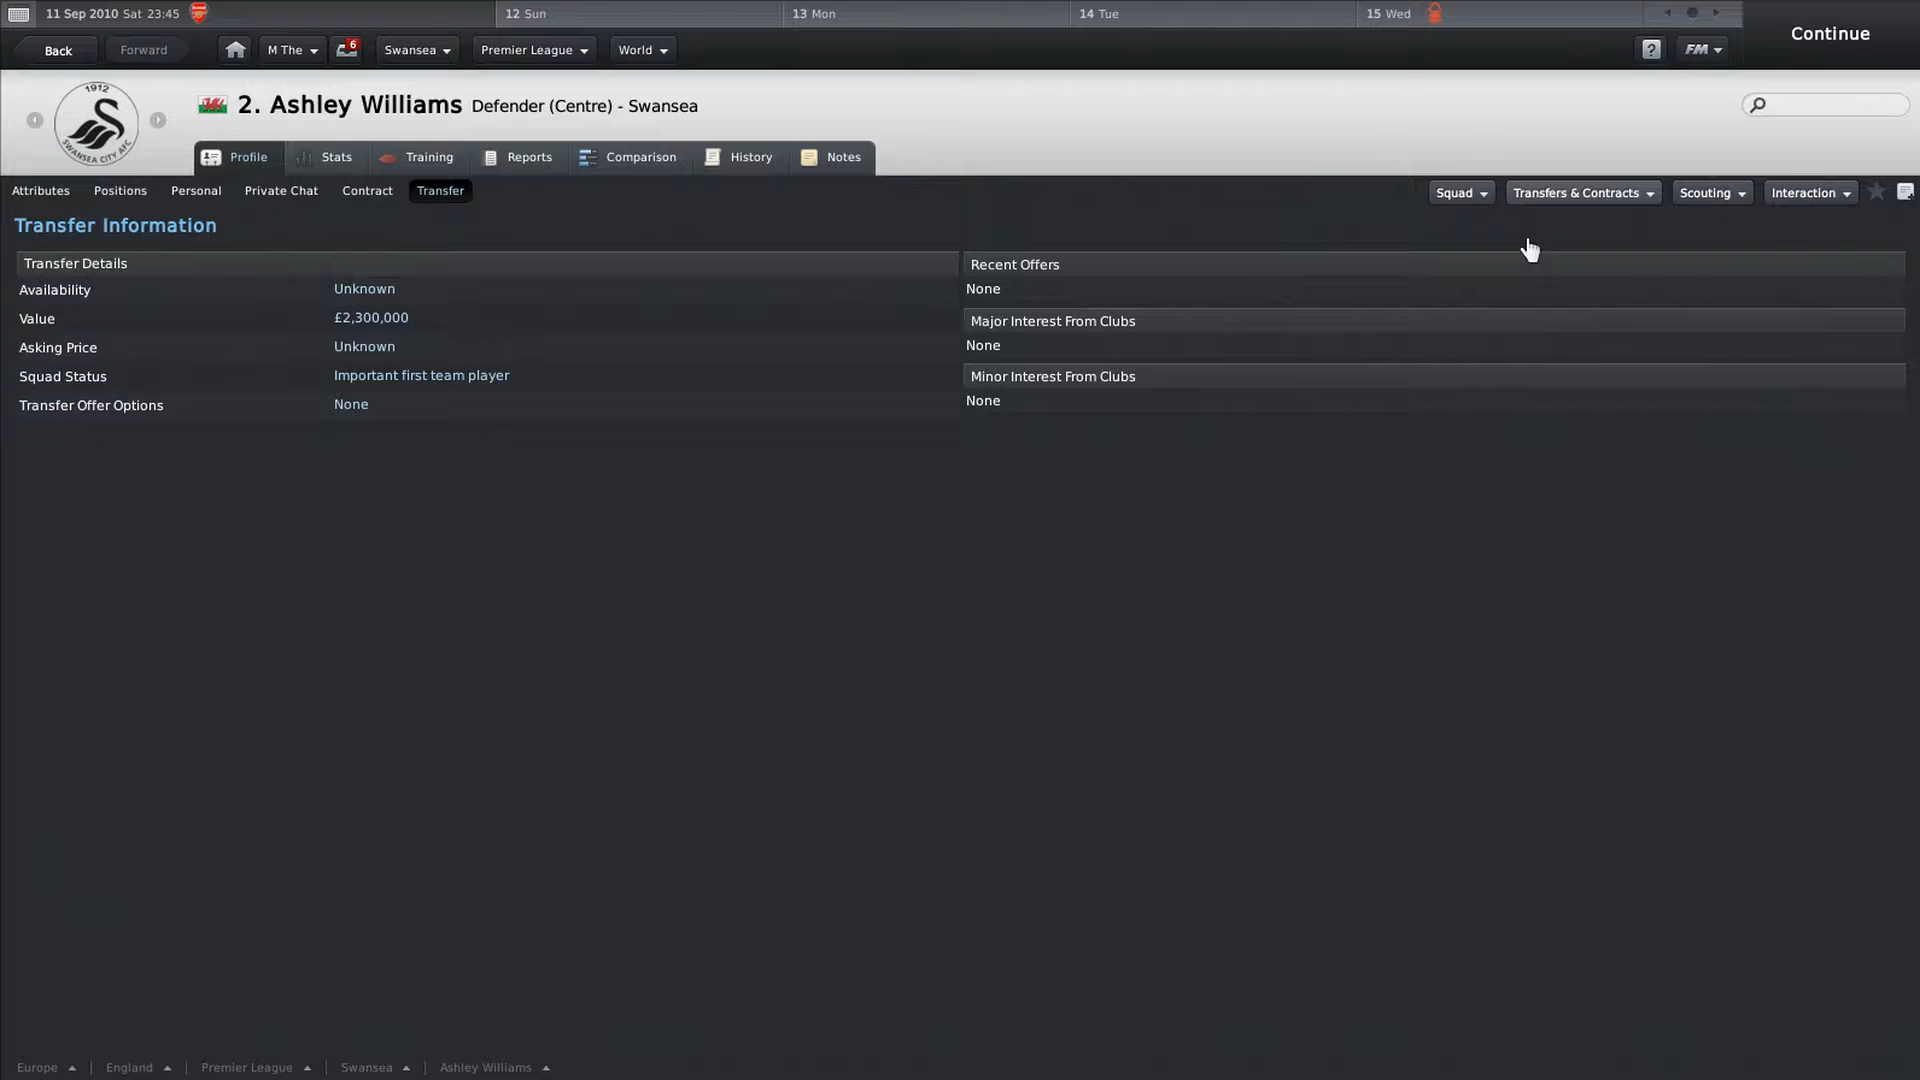 11 Sep 2010 Sat 23:45
12 Sun
13 Mon
14 Tue
15 Wed
Continue
Back
Forward
M The
6
Swansea
Premier League
World
?
FM
1912
SWANSEA CITY AFC
2. Ashley Williams Defender (Centre) - Swansea
Profile
Stats
Training
Reports
Comparison
History
Notes
Attributes
Positions
Personal
Private Chat
Contract
Transfer
Squad
Transfers & Contracts
Scouting
Interaction
Transfer Information
Transfer Details
Availability Unknown
Value £2,300,000
Asking Price Unknown
Squad Status Important first team player
Transfer Offer Options None
Recent Offers
None
Major Interest From Clubs
None
Minor Interest From Clubs
None
Europe
England
Premier League
Swansea
Ashley Williams